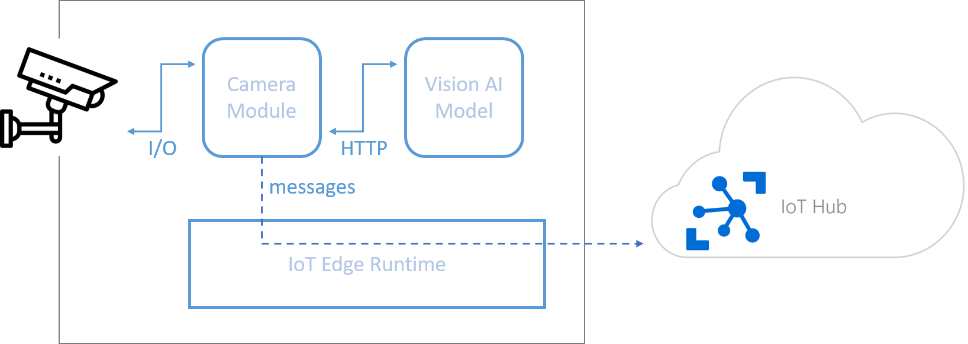 Camera
Module
Vision AI
Model
I/O
HTTP
messages
IoT Hub
IoT Edge Runtime